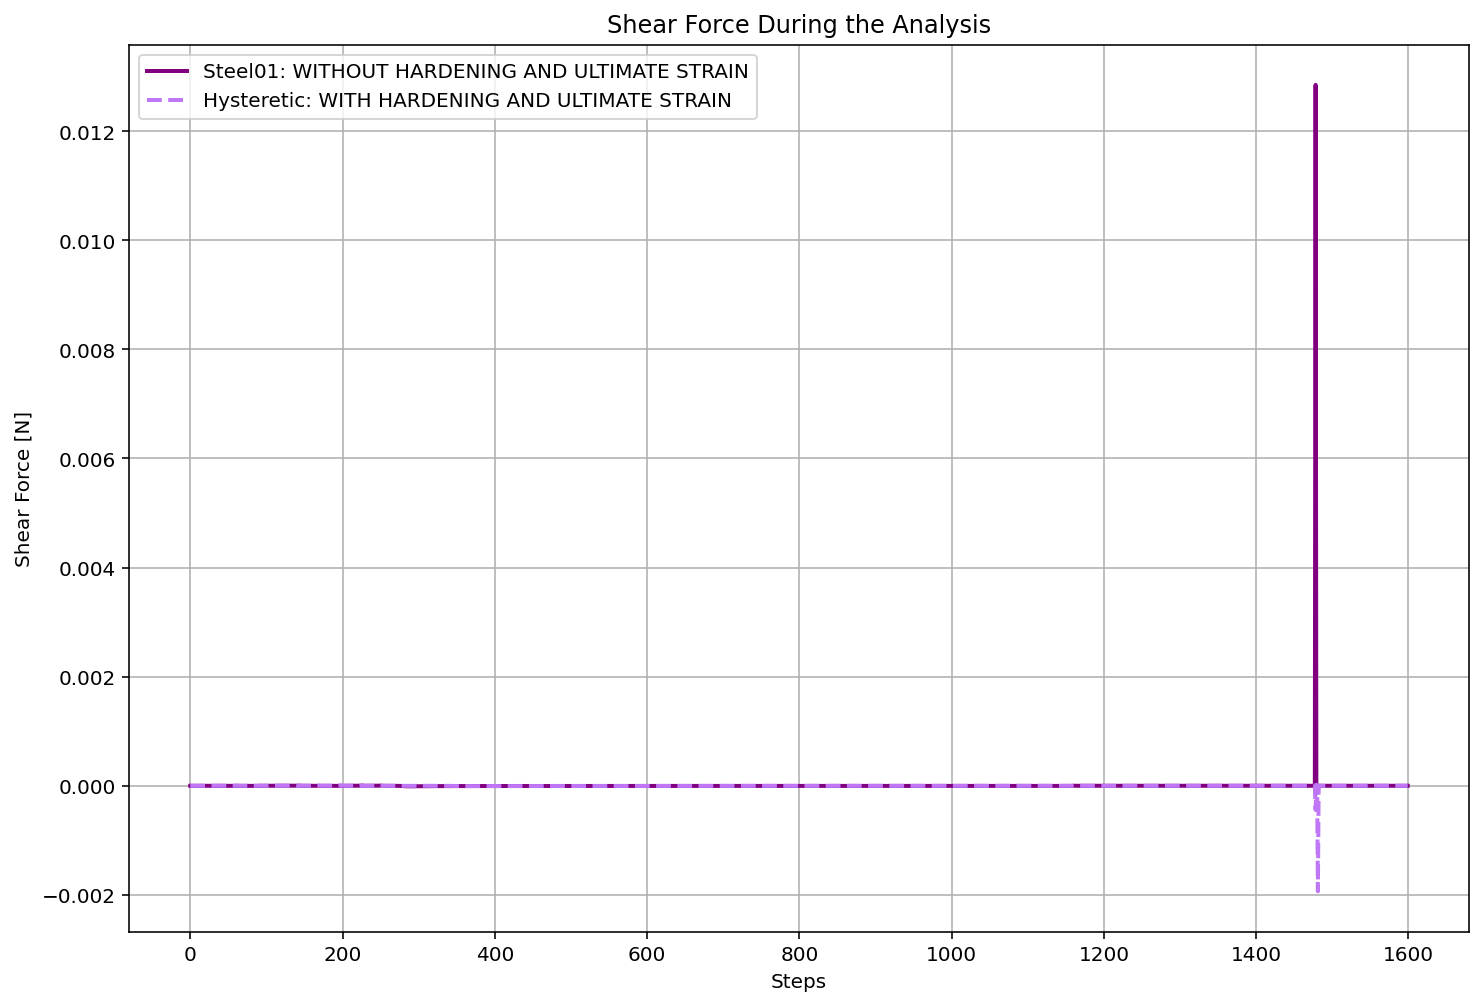 Shear Force During the Analysis
Steel01: WITHOUT HARDENING AND ULTIMATE STRAIN
Hysteretic: WITH HARDENING AND ULTIMATE STRAIN
0.012
0.010
0.008
0.006
0.004
0.002
0.000
−0.002
Shear Force [N]
0 200 400 600 800 1000 1200 1400 1600
Steps